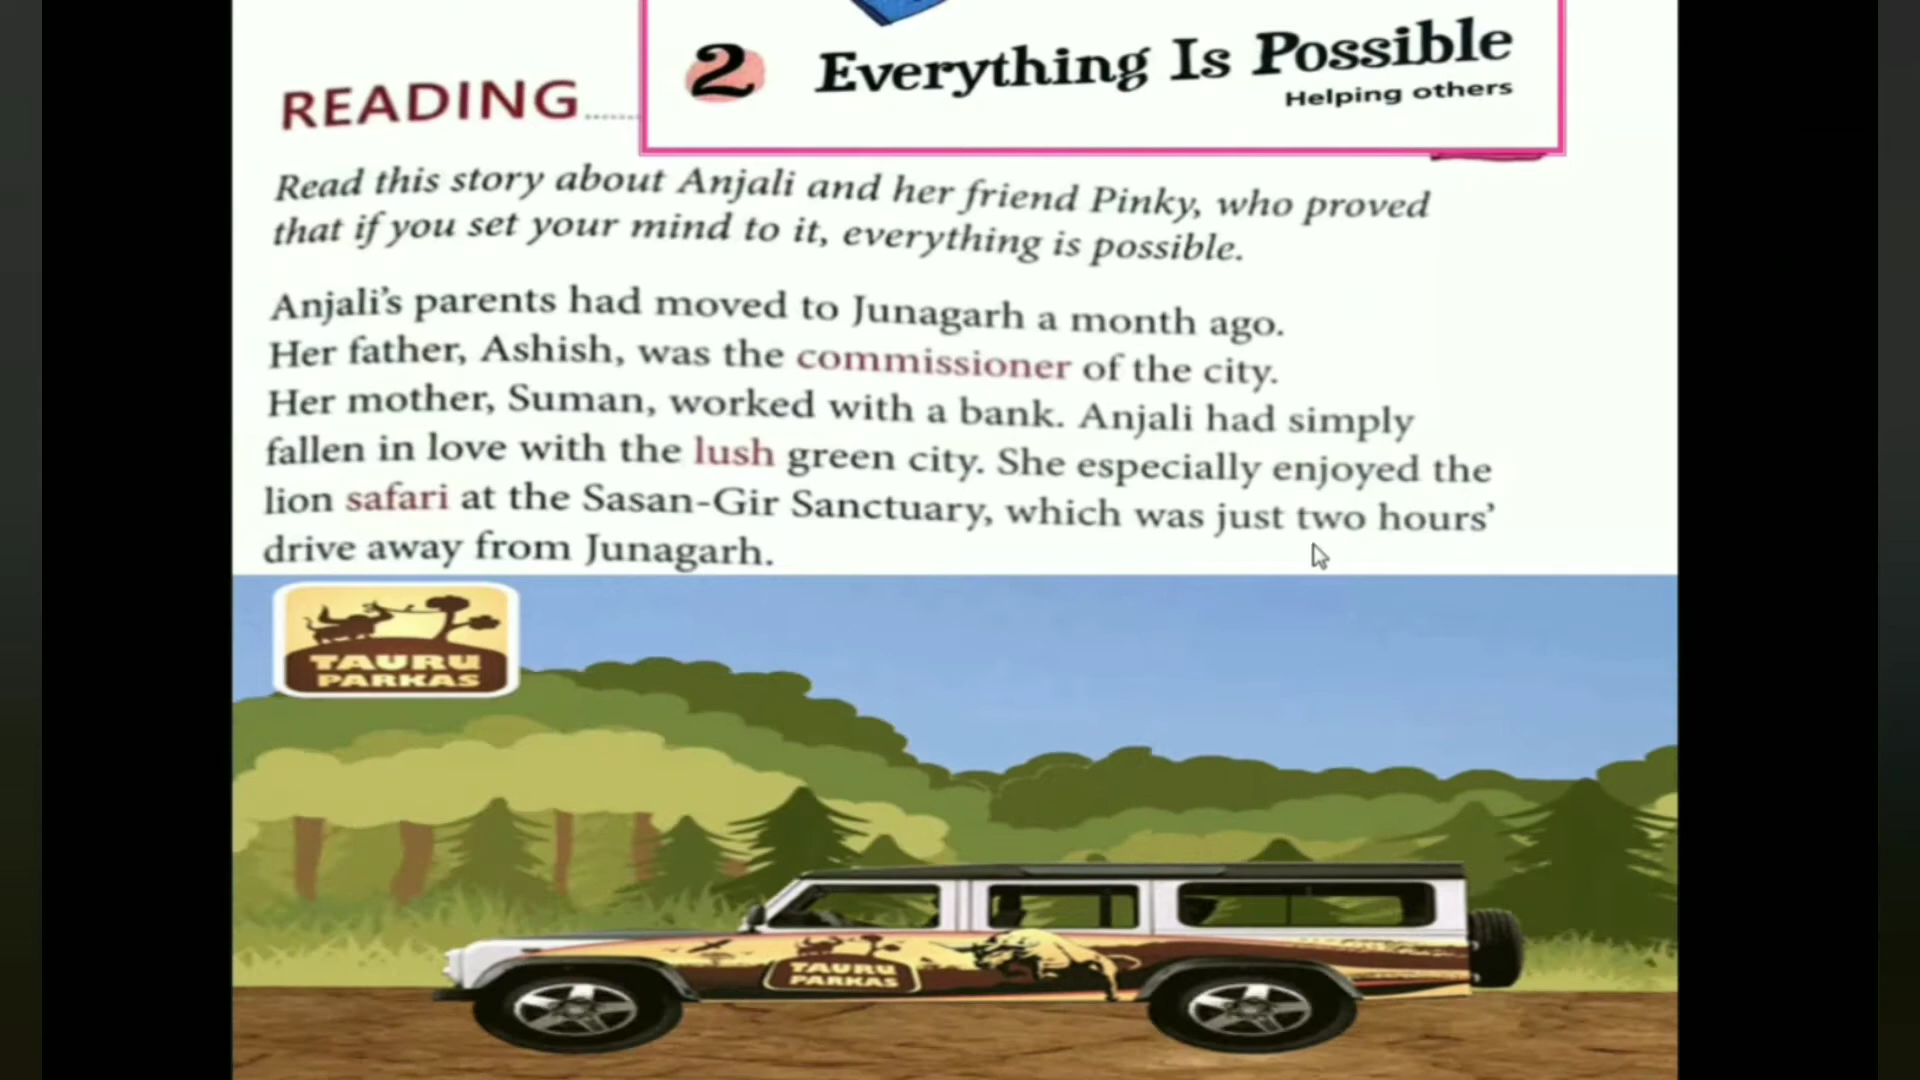 2 Everything Is Possible
Helping others
READING
Read this story about Anjali and her friend Pinky, who proved
that if you set your mind to it, everything is possible.
Anjali’s parents had moved to Junagarh a month ago.
Her father, Ashish, was the commissioner of the city.
Her mother, Suman, worked with a bank. Anjali had simply
fallen in love with the lush green city. She especially enjoyed the
lion safari at the Sasan-Gir Sanctuary, which was just two hours’
drive away from Junagarh.
TAURU
PARKAS
TAURU
PARKAS